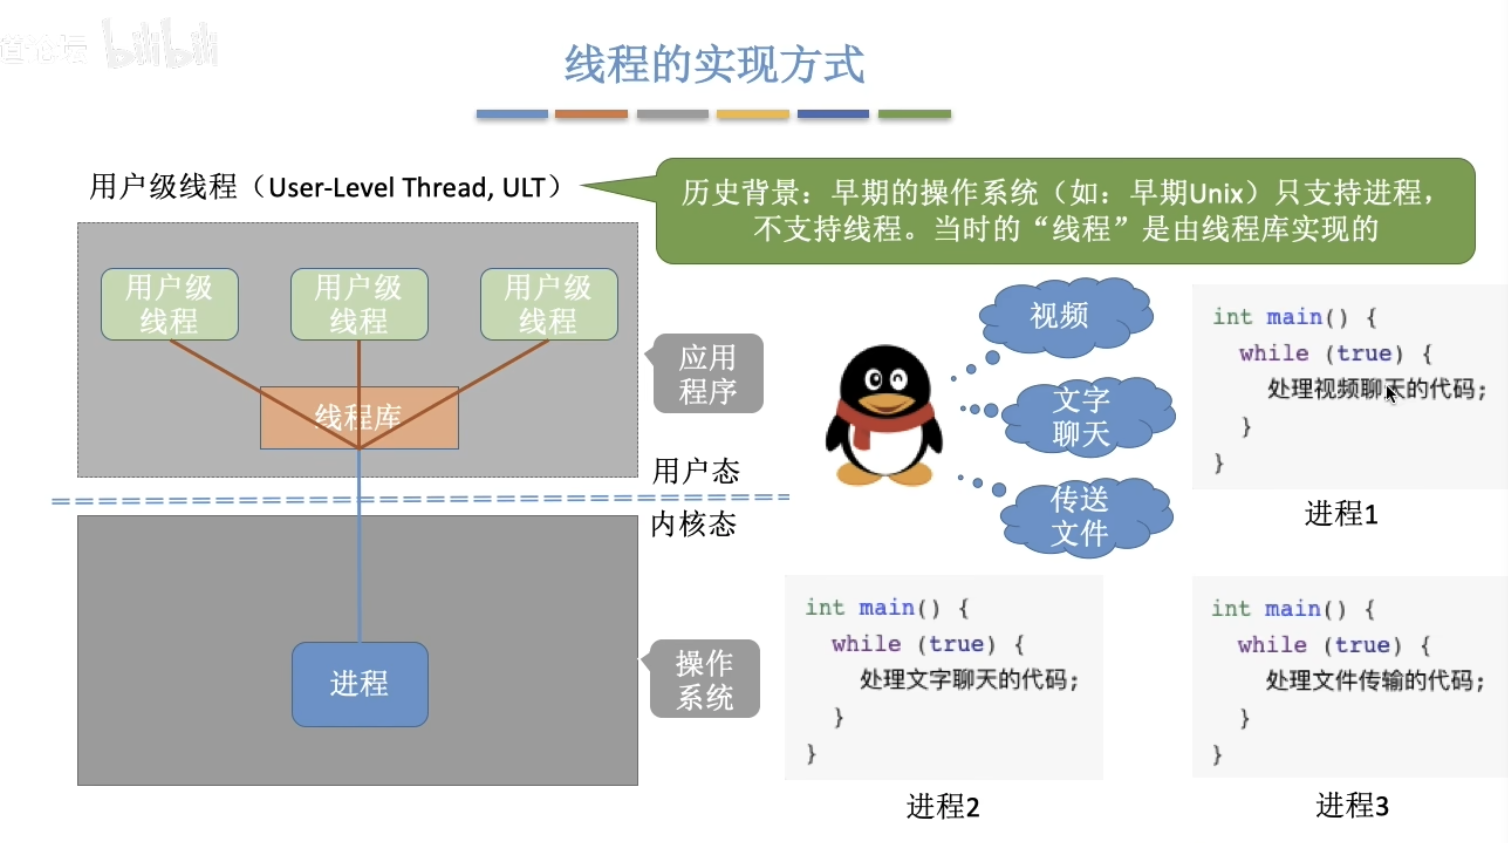 bilibili
线程的实现方式
用户级线程（User-Level Thread, ULT）
历史背景：早期的操作系统（如：早期Unix）只支持进程，
不支持线程。当时的“线程”是由线程库实现的
用户级
线程
用户级
线程
用户级
线程
线程库
应用
程序
用户态
内核态
进程
操作
系统
视频
文字
聊天
传送
文件
int main() {
while (true) {
处理视频聊天的代码;
}
}
进程1
int main() {
while (true) {
处理文字聊天的代码;
}
}
进程2
int main() {
while (true) {
处理文件传输的代码;
}
}
进程3